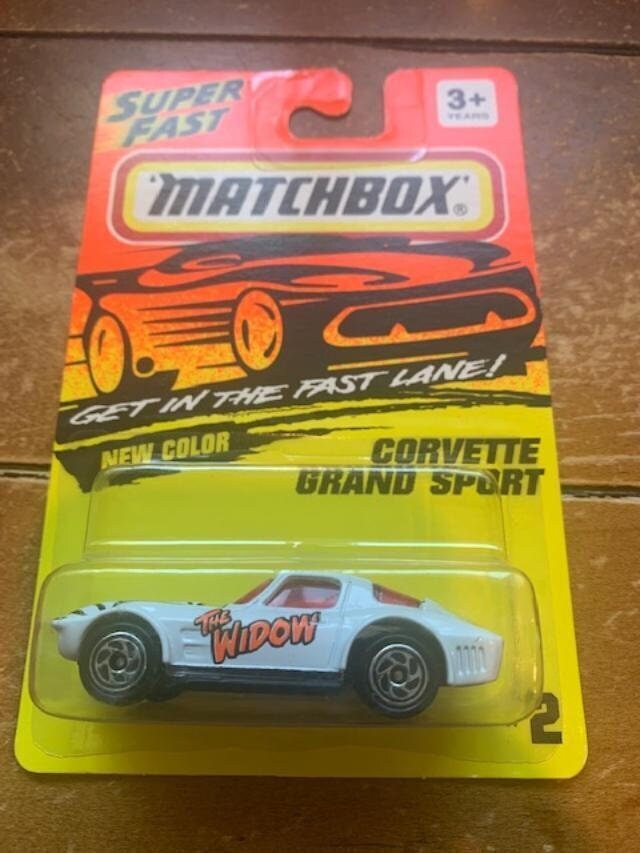 SUPER
FAST
3+
YEARS
'MATCHBOX'®
GET IN THE FAST LANE!
NEW COLOR
CORVETTE
GRAND SPORT
THE
WIDOW
2